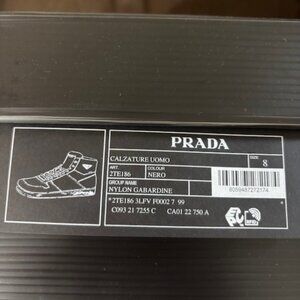 PRADA
CALZATURE UOMO
SIZE
8
ART.
COLOUR
2TE186
NERO
GROUP NAME
NYLON GABARDINE
8059487272174
*2TE186 3LFV F0002 7 99
C093 21 7255 C CA01 22 750 A